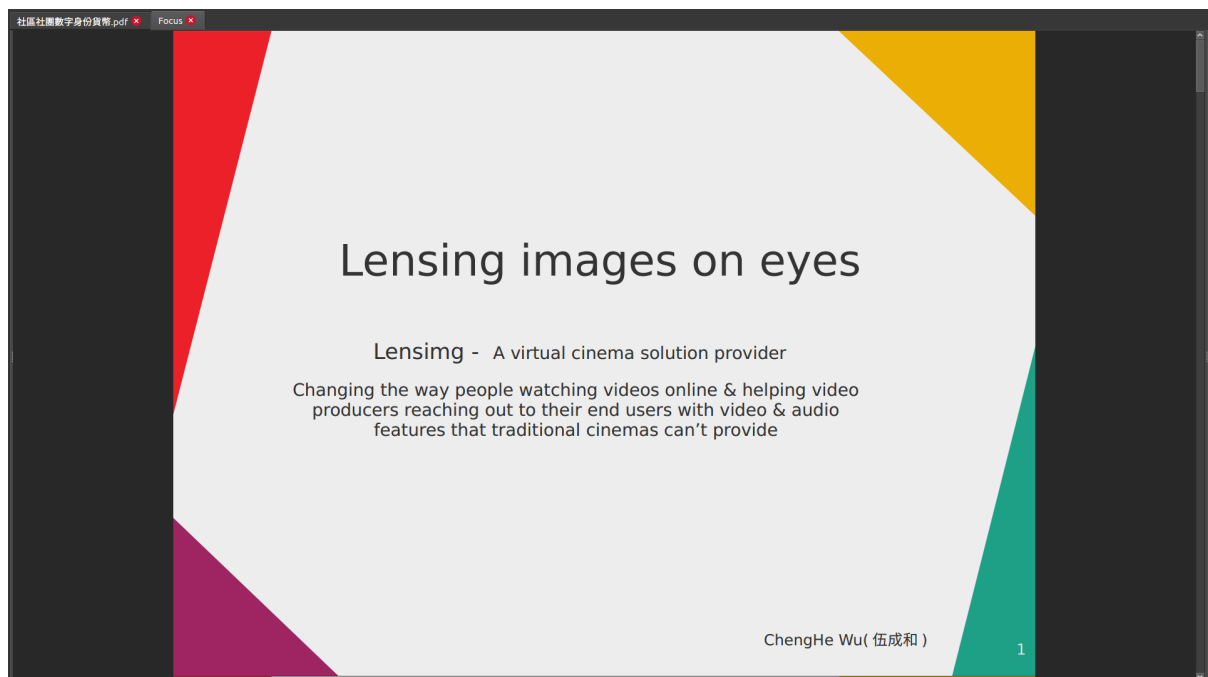 社區社團數字身份貨幣.pdf
Focus
Lensing images on eyes
Lensimg - A virtual cinema solution provider
Changing the way people watching videos online & helping video
producers reaching out to their end users with video & audio
features that traditional cinemas can’t provide
ChengHe Wu( 伍成和 )
1